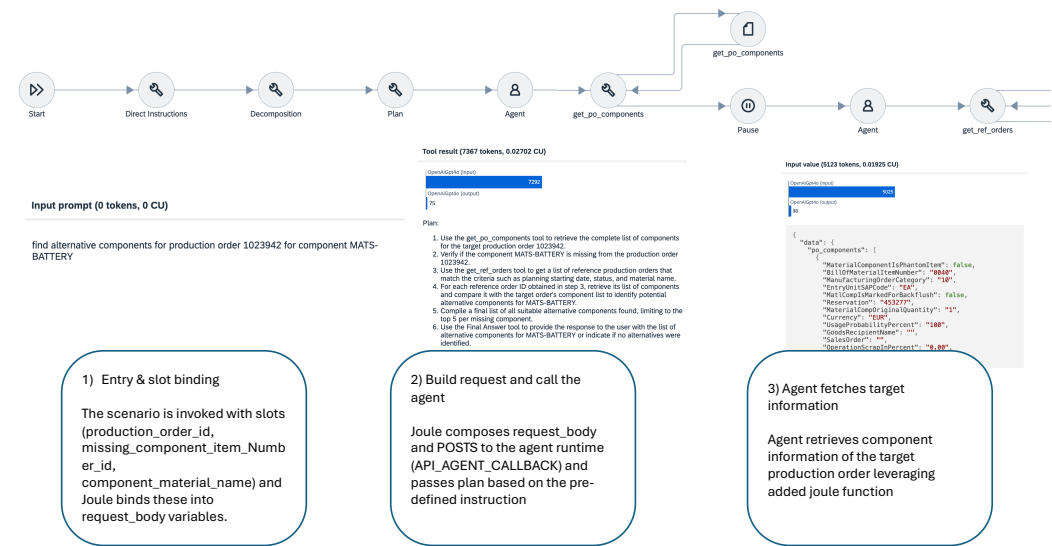 get_po_components
Start
Direct Instructions
Decomposition
Plan
Agent
get_po_components
Pause
Agent
get_ref_orders
Input prompt (0 tokens, 0 CU)
find alternative components for production order 1023942 for component MATS-
BATTERY
Tool result (7367 tokens, 0.02702 CU)
OpenAiGpt4o (input)
7292
OpenAiGpt4o (output)
75
Plan:
1. Use the get_po_components tool to retrieve the complete list of components
for the target production order 1023942.
2. Verify if the component MATS-BATTERY is missing from the production order
1023942.
3. Use the get_ref_orders tool to get a list of reference production orders that
match the criteria such as planning starting date, status, and material name.
4. For each reference order ID obtained in step 3, retrieve its list of components
and compare it with the target order's component list to identify potential
alternative components for MATS-BATTERY.
5. Compile a final list of all suitable alternative components found, limiting to the
top 5 per missing component.
6. Use the Final Answer tool to provide the response to the user with the list of
alternative components for MATS-BATTERY or indicate if no alternatives were
identified.
Input value (5123 tokens, 0.01925 CU)
OpenAiGpt4o (input)
5025
OpenAiGpt4o (output)
98
{
"data": {
"po_components": [
{
"MaterialComponentIsPhantomItem": false,
"BillOfMaterialItemNumber": "0040",
"ManufacturingOrderCategory": "10",
"EntryUnitSAPCode": "EA",
"MatlCompIsMarkedForBackflush": false,
"Reservation": "453277",
"MaterialCompOriginalQuantity": "1",
"Currency": "EUR",
"UsageProbabilityPercent": "100",
"GoodsRecipientName": "",
"SalesOrder": "",
"OperationScrapInPercent": "0.00",
1) Entry & slot binding
The scenario is invoked with slots
(production_order_id,
missing_component_item_Numb
er_id,
component_material_name) and
Joule binds these into
request_body variables.
2) Build request and call the
agent
Joule composes request_body
and POSTS to the agent runtime
(API_AGENT_CALLBACK) and
passes plan based on the pre-
defined instruction
3) Agent fetches target
information
Agent retrieves component
information of the target
production order leveraging
added joule function